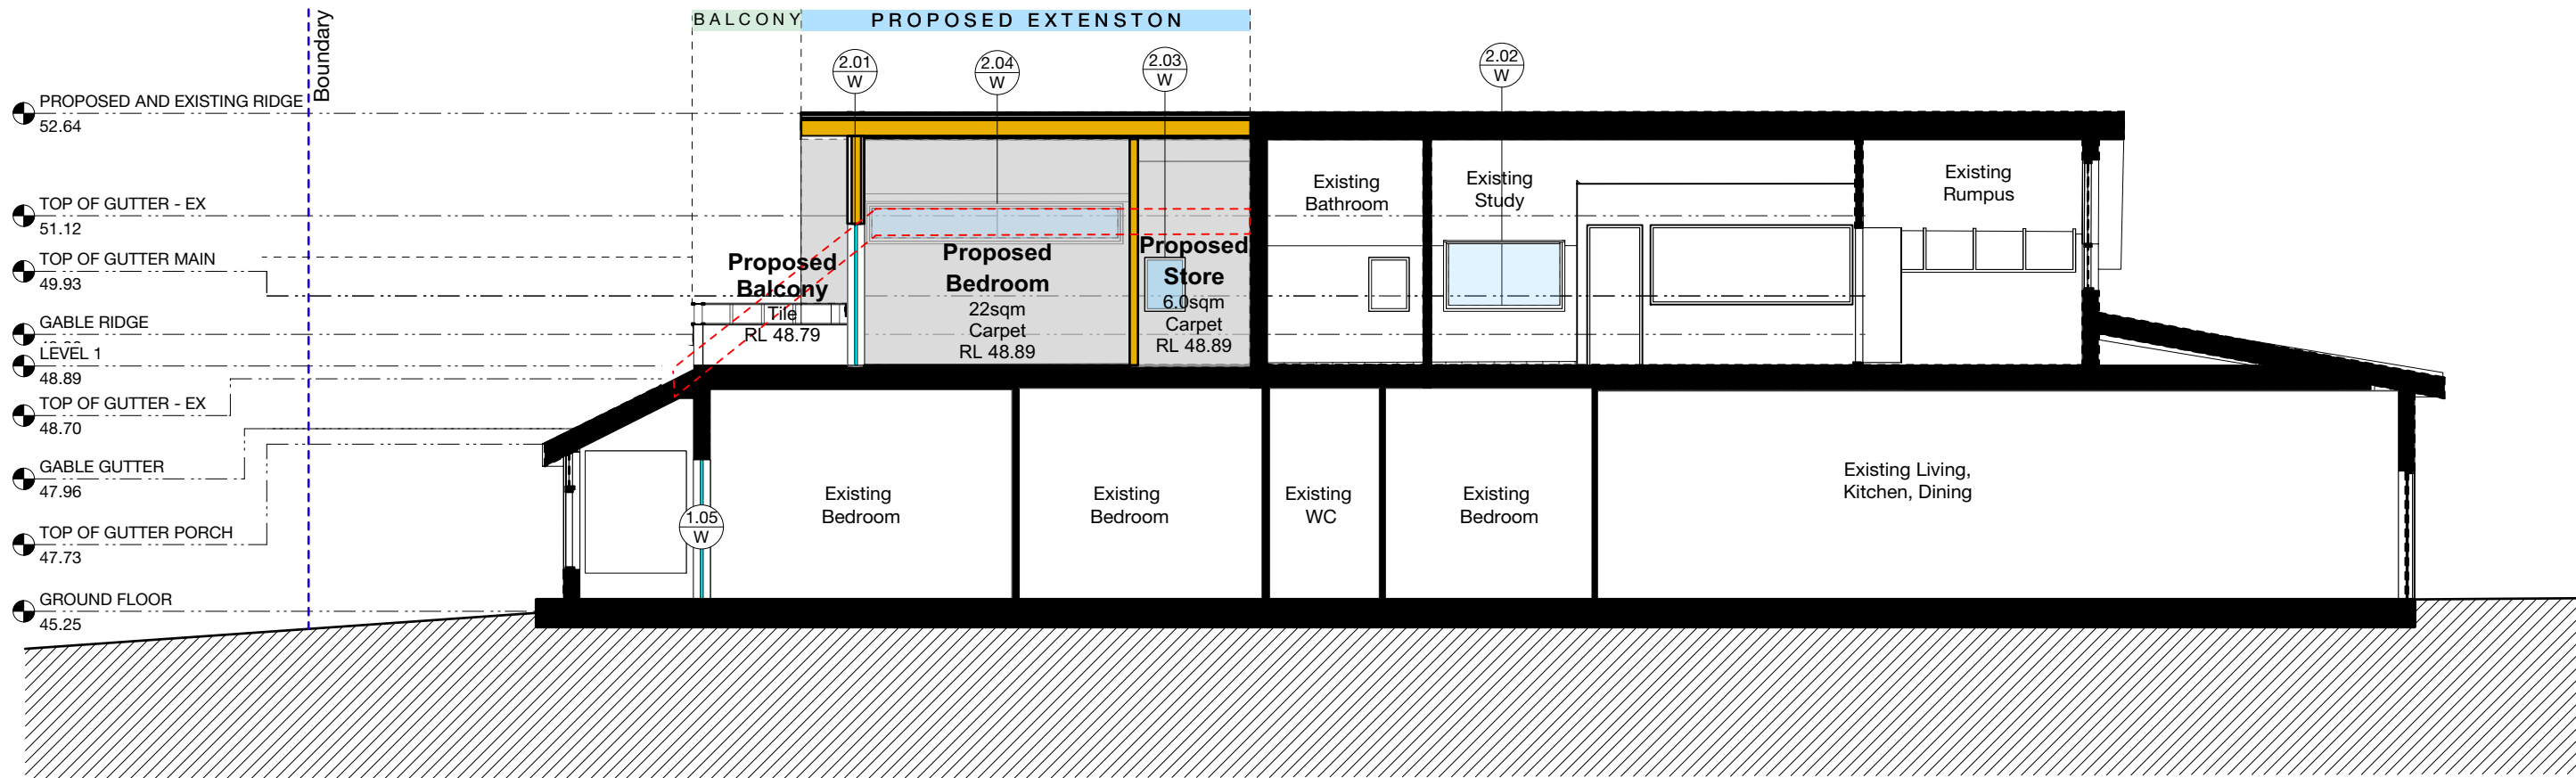 BALCONY
PROPOSED EXTENSTON
Boundary
2.01
W
2.04
W
2.03
W
2.02
W
PROPOSED AND EXISTING RIDGE
52.64
TOP OF GUTTER - EX
51.12
TOP OF GUTTER MAIN
49.93
GABLE RIDGE
LEVEL 1
48.89
TOP OF GUTTER - EX
48.70
GABLE GUTTER
47.96
TOP OF GUTTER PORCH
47.73
GROUND FLOOR
45.25
Proposed
Balcony
Tile
RL 48.79
Proposed
Bedroom
22sqm
Carpet
RL 48.89
Proposed
Store
6.0sqm
Carpet
RL 48.89
Existing
Bathroom
Existing
Study
Existing
Rumpus
1.05
W
Existing
Bedroom
Existing
Bedroom
Existing
WC
Existing
Bedroom
Existing Living,
Kitchen, Dining